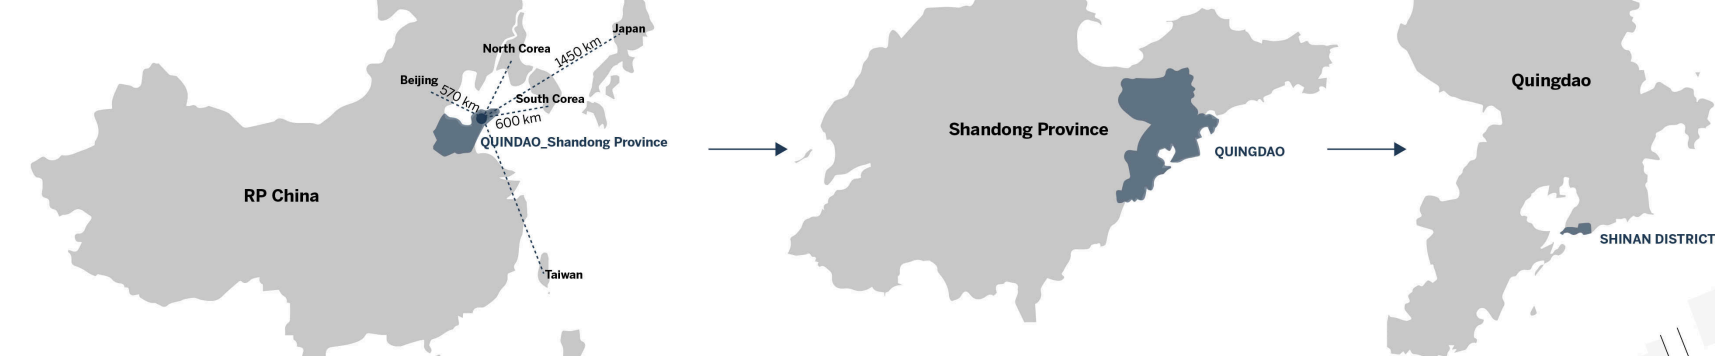 Japan
North Corea
1450 km
Beijing
570 km
South Corea
600 km
QUINDAO_Shandong Province
RP China
Taiwan
Shandong Province
QUINGDAO
Quingdao
SHINAN DISTRICT